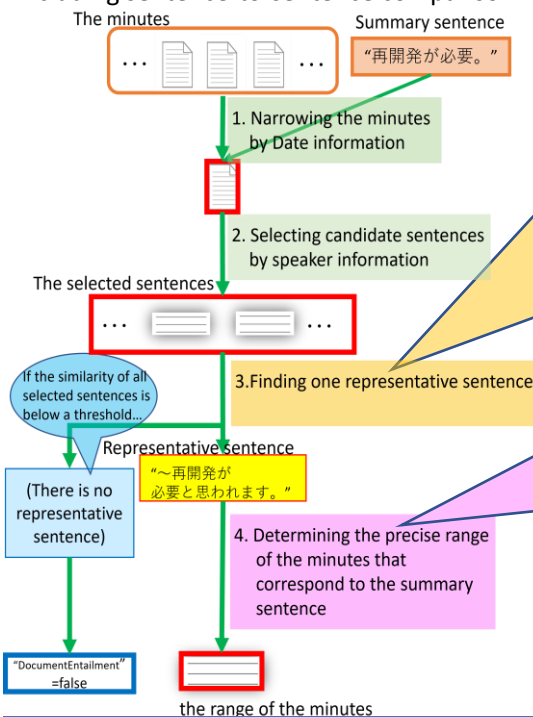 The minutes
Summary sentence
… …
“再開発が必要。”
1. Narrowing the minutes
by Date information
2. Selecting candidate sentences
by speaker information
The selected sentences
… …
If the similarity of all
selected sentences is
below a threshold…
3.Finding one representative sentence
Representative sentence
“～再開発が
必要と思われます。”
(There is no
representative
sentence)
4. Determining the precise range
of the minutes that
correspond to the summary
sentence
“DocumentEntailment”
=false
the range of the minutes